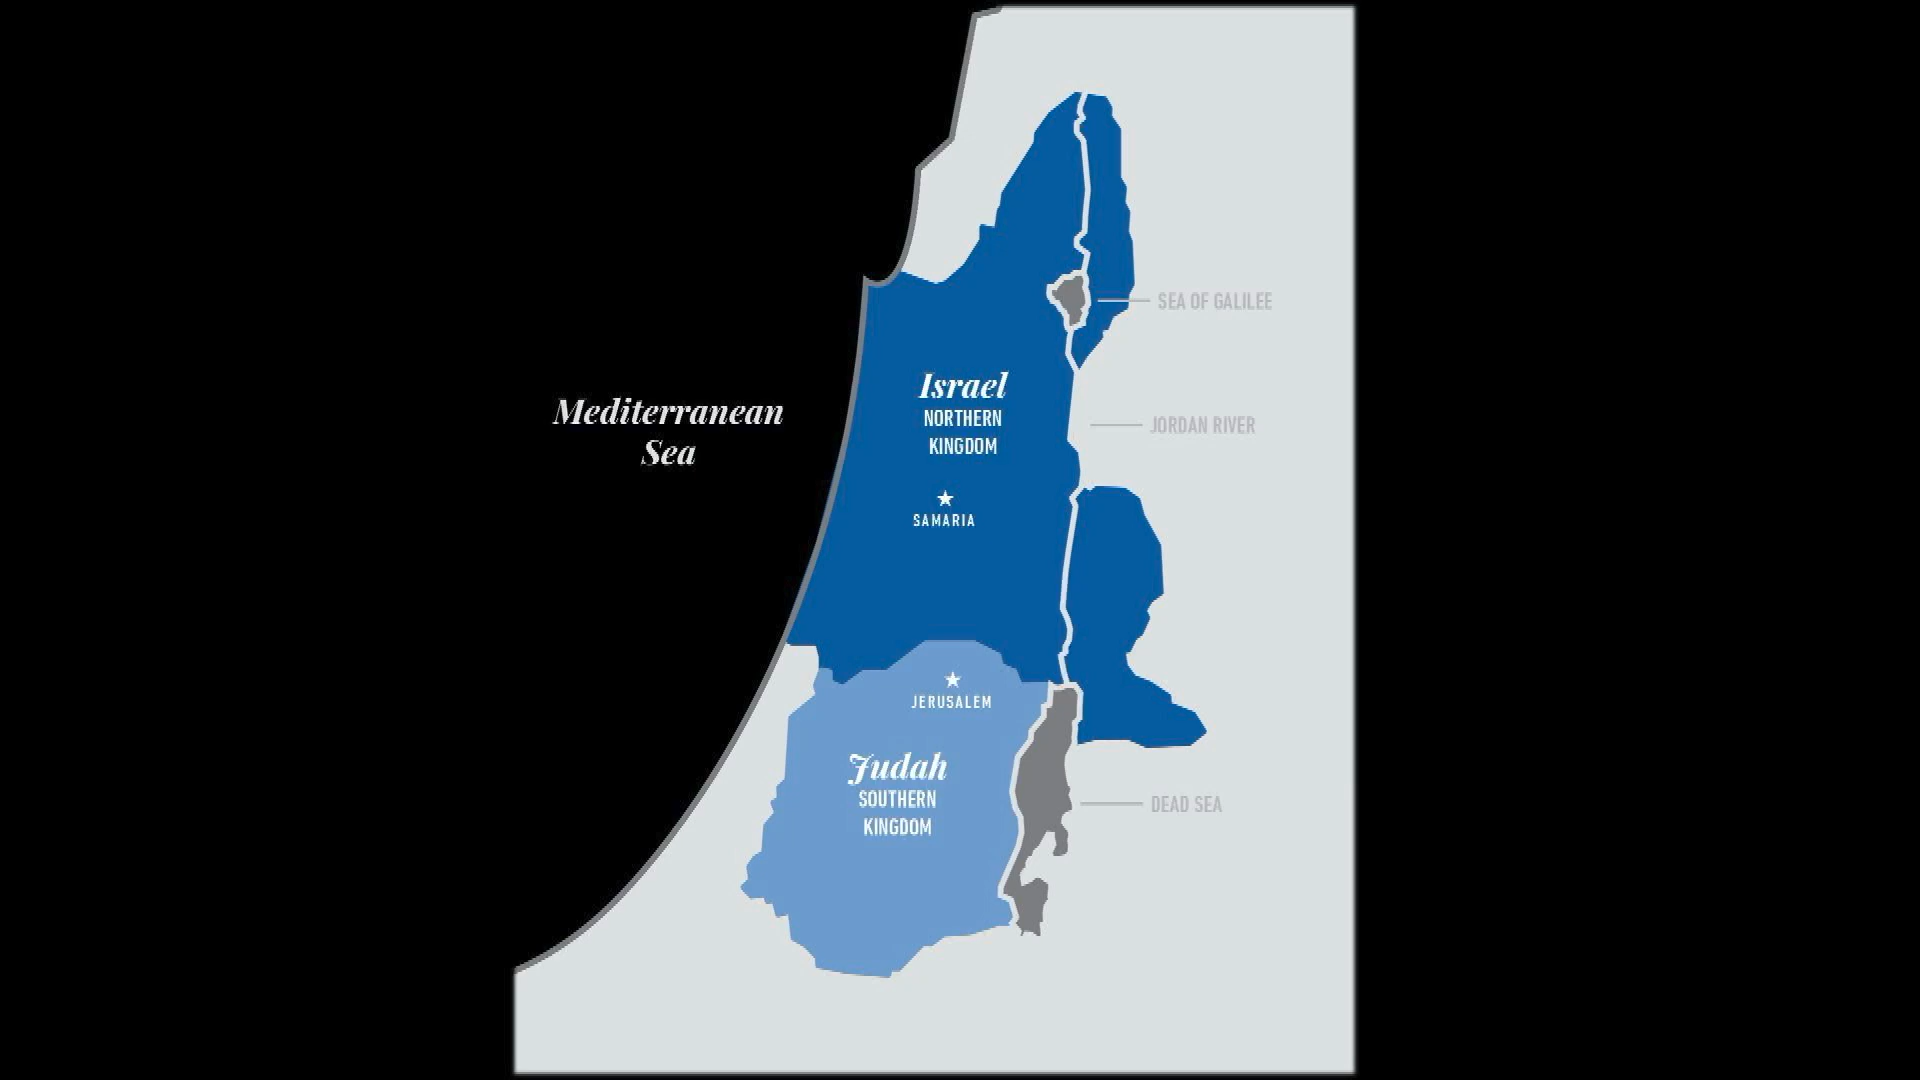 SEA OF GALILEE
Israel
NORTHERN
KINGDOM
Mediterranean
Sea
JORDAN RIVER
SAMARIA
JERUSALEM
Judah
SOUTHERN
KINGDOM
DEAD SEA